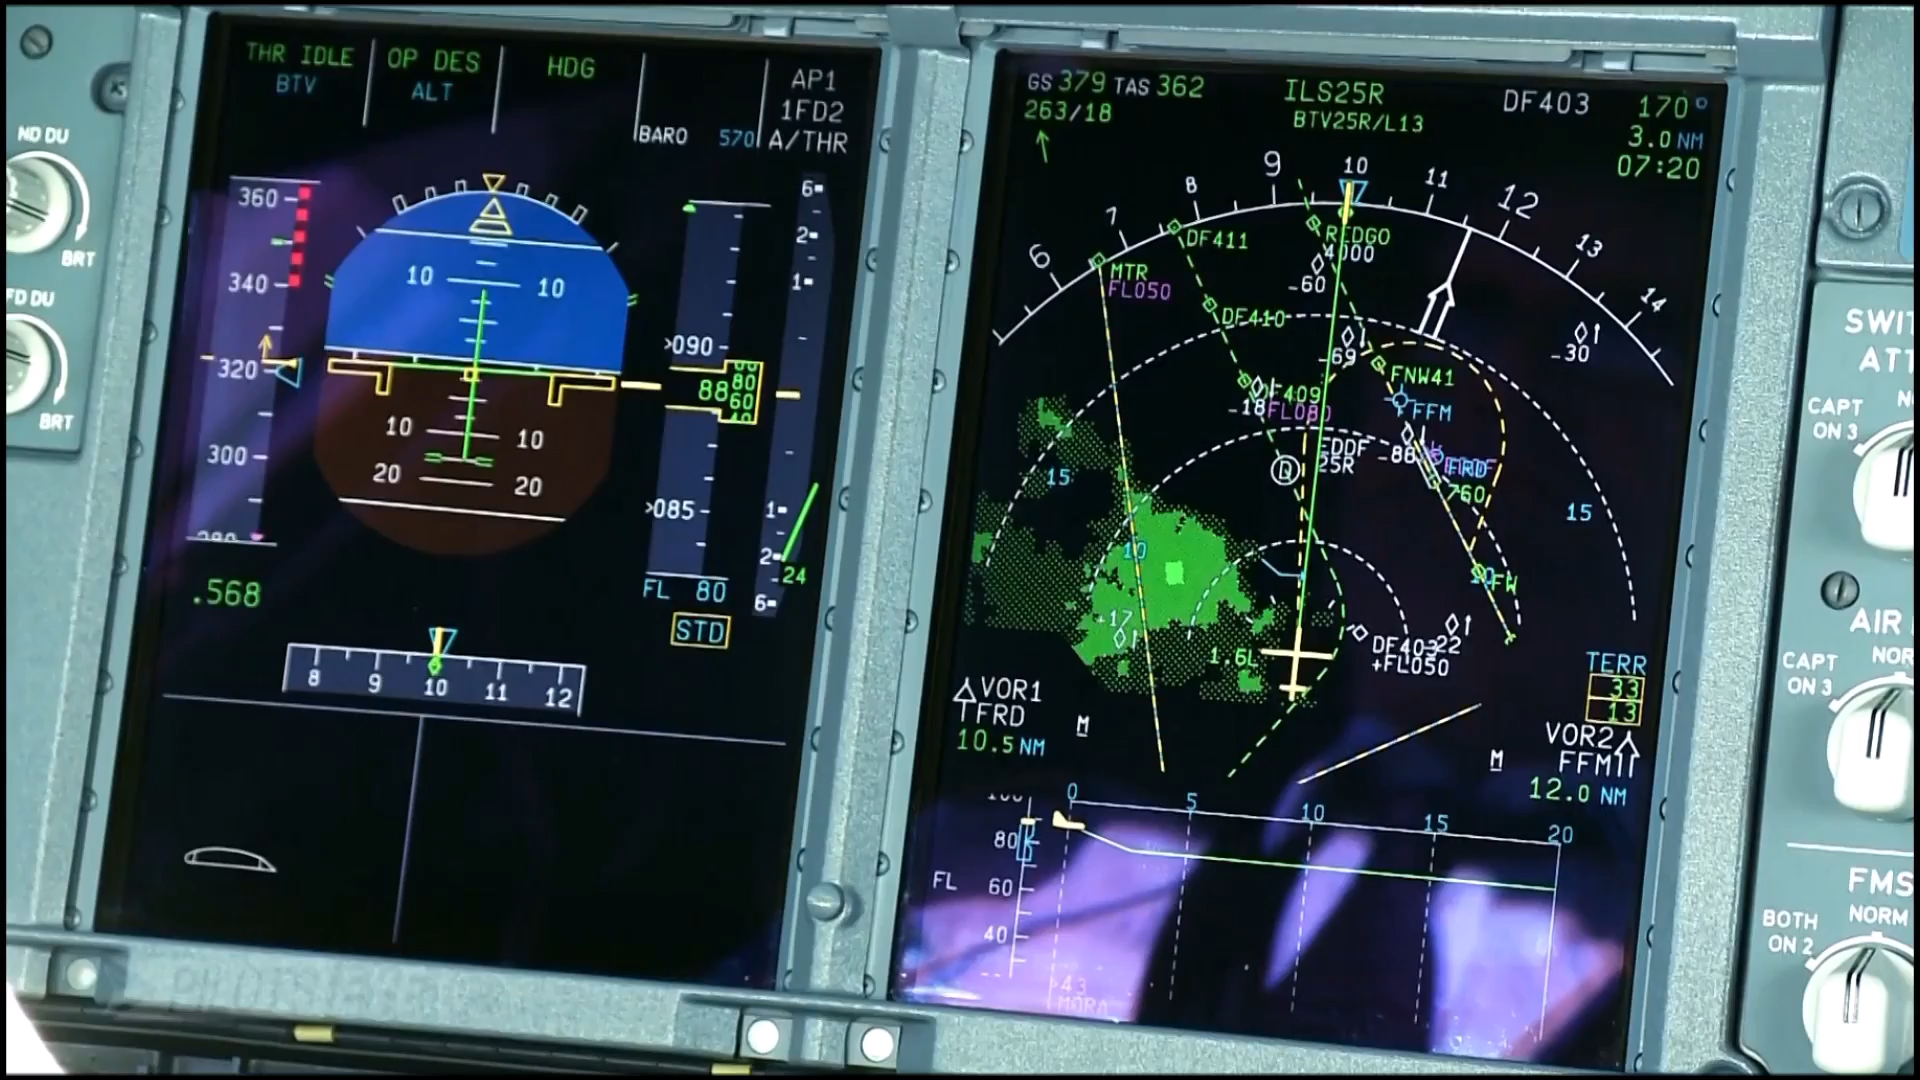 ND DU
BRT
FD DU
BRT
THR IDLE
OP DES
HDG
AP1
BTV
ALT
1FD2
BARO 570
A/THR
360
340
320
300
10 10
10 10
20 20
090
88
80
60
085
6
2
1
1
2
24
6
.568
FL 80
STD
8 9 10 11 12
GS 379 TAS 362
263/18
ILS25R
BTV25R/L13
DF403
170°
3.0 NM
07:20
6 7 8 9 10 11 12 13 14
MTR
FL050
DF411
4000
-60
DF410
-69
-30
FNW41
FFM
-18
409
25R
-88
FRD
760
15
15
10
+17
DF403
-22
+FL050
1.6L
TERR
33
13
VOR1
FRD
10.5 NM
M
M
VOR2
FFM
12.0 NM
0 5 10 15 20
80
FL
60
40
43
MORA
CAPT
ON 3
AIR
NOR
CAPT
ON 3
FMS
NORM
BOTH
ON 2